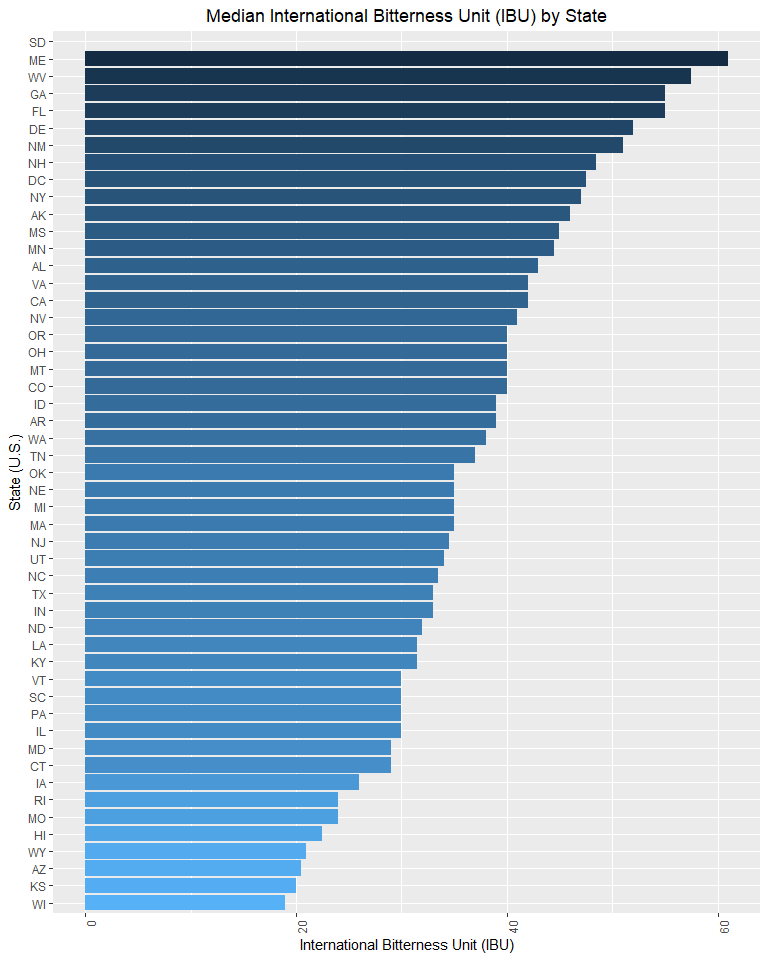 Median International Bitterness Unit (IBU) by State
State (U.S.)
SD
ME
WV
GA
FL
DE
NM
NH
DC
NY
AK
MS
MN
AL
VA
CA
NV
OR
OH
MT
CO
ID
AR
WA
TN
OK
NE
MI
MA
NJ
UT
NC
TX
IN
ND
LA
KY
VT
SC
PA
IL
MD
CT
IA
RI
MO
HI
WY
AZ
KS
WI
0 20 40 60
International Bitterness Unit (IBU)